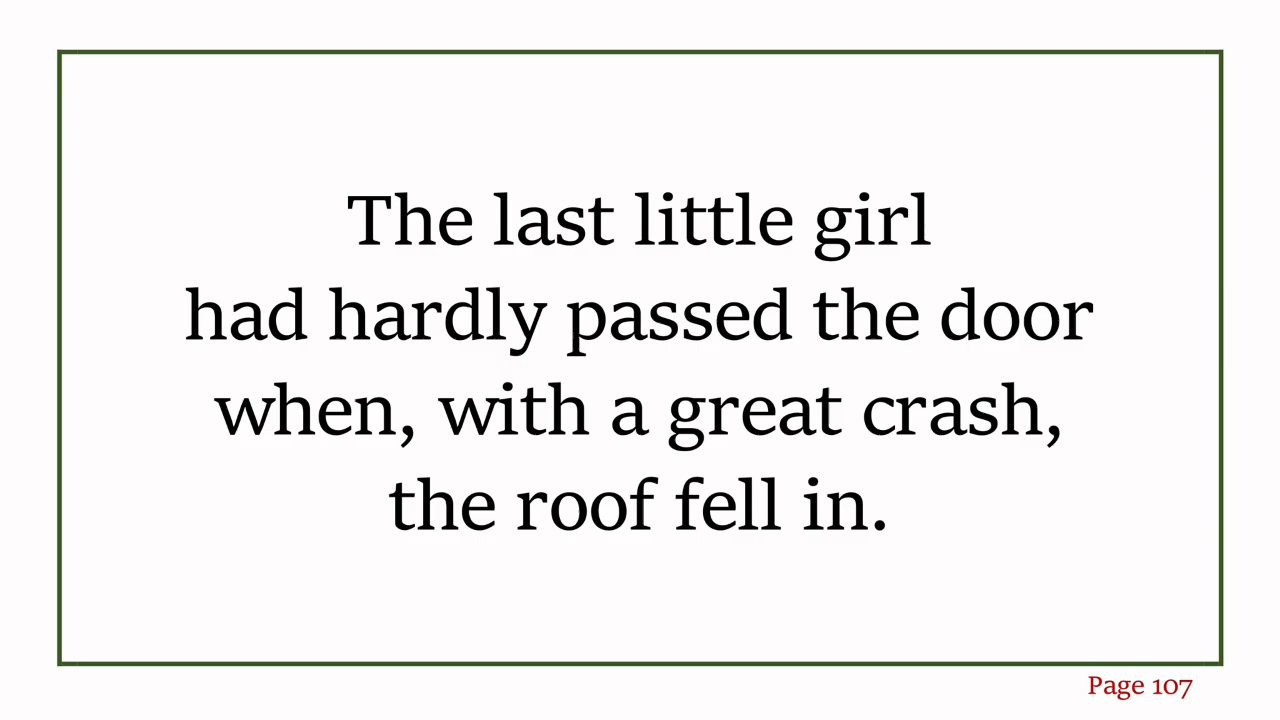 The last little girl
had hardly passed the door
when, with a great crash,
the roof fell in.
Page 107